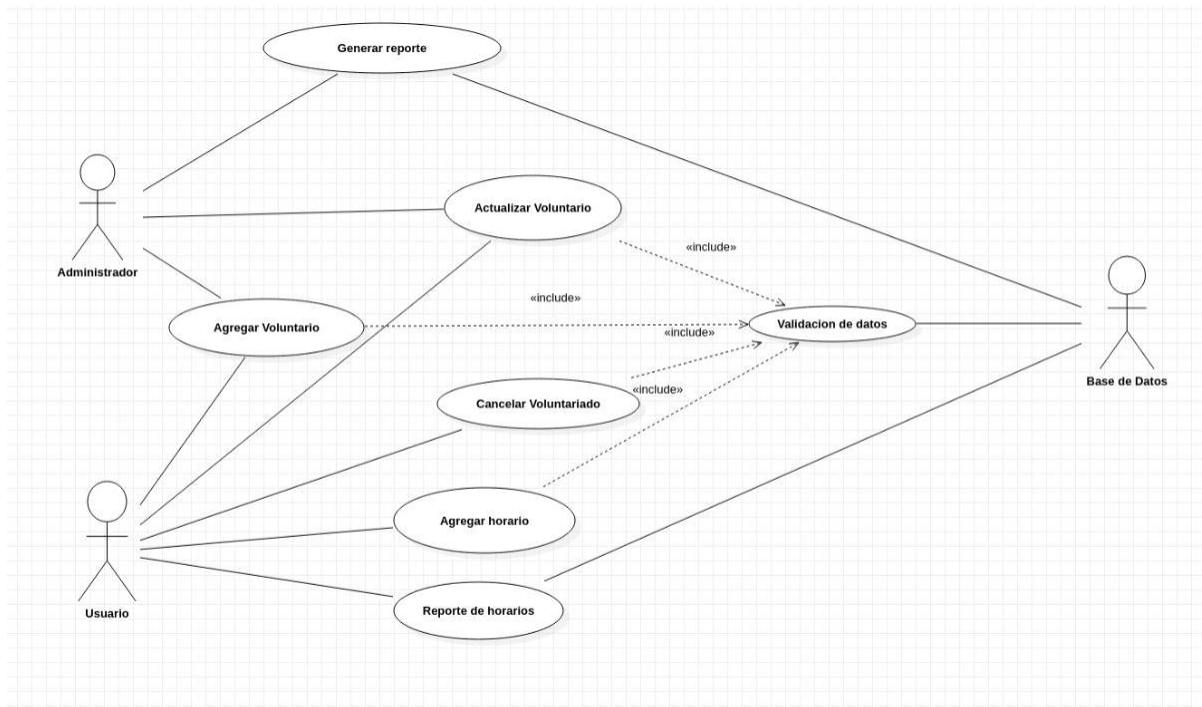 Generar reporte
Actualizar Voluntario
«include»
Administrador
«include»
Agregar Voluntario
Validacion de datos
«include»
Base de Datos
«include»
Cancelar Voluntariado
Agregar horario
Usuario
Reporte de horarios